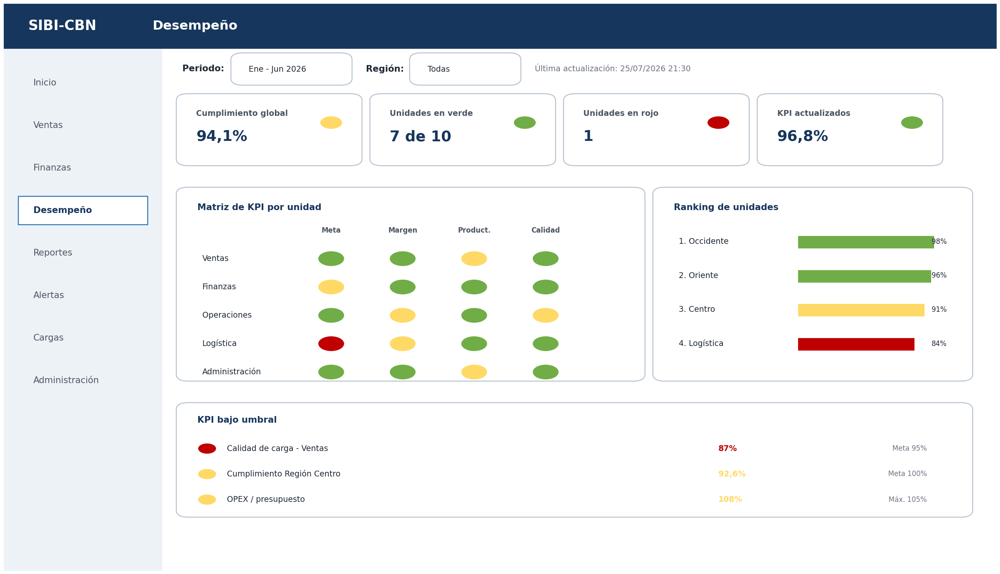 SIBI-CBN Desempeño
Inicio
Ventas
Finanzas
Desempeño
Reportes
Alertas
Cargas
Administración
Periodo: Ene - Jun 2026 Región: Todas Última actualización: 25/07/2026 21:30
Cumplimiento global
94,1%
Unidades en verde
7 de 10
Unidades en rojo
1
KPI actualizados
96,8%
Matriz de KPI por unidad
Meta Margen Product. Calidad
Ventas
Finanzas
Operaciones
Logística
Administración
Ranking de unidades
1. Occidente 98%
2. Oriente 96%
3. Centro 91%
4. Logística 84%
KPI bajo umbral
Calidad de carga - Ventas 87% Meta 95%
Cumplimiento Región Centro 92,6% Meta 100%
OPEX / presupuesto 108% Máx. 105%